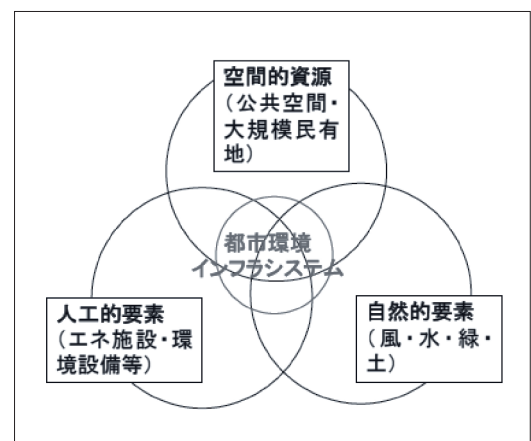 空間的資源
（公共空間・
大規模民有
地）
都市環境
インフラシステム
人工的要素
（エネ施設・環
境設備等）
自然的要素
（風・水・緑・
土）